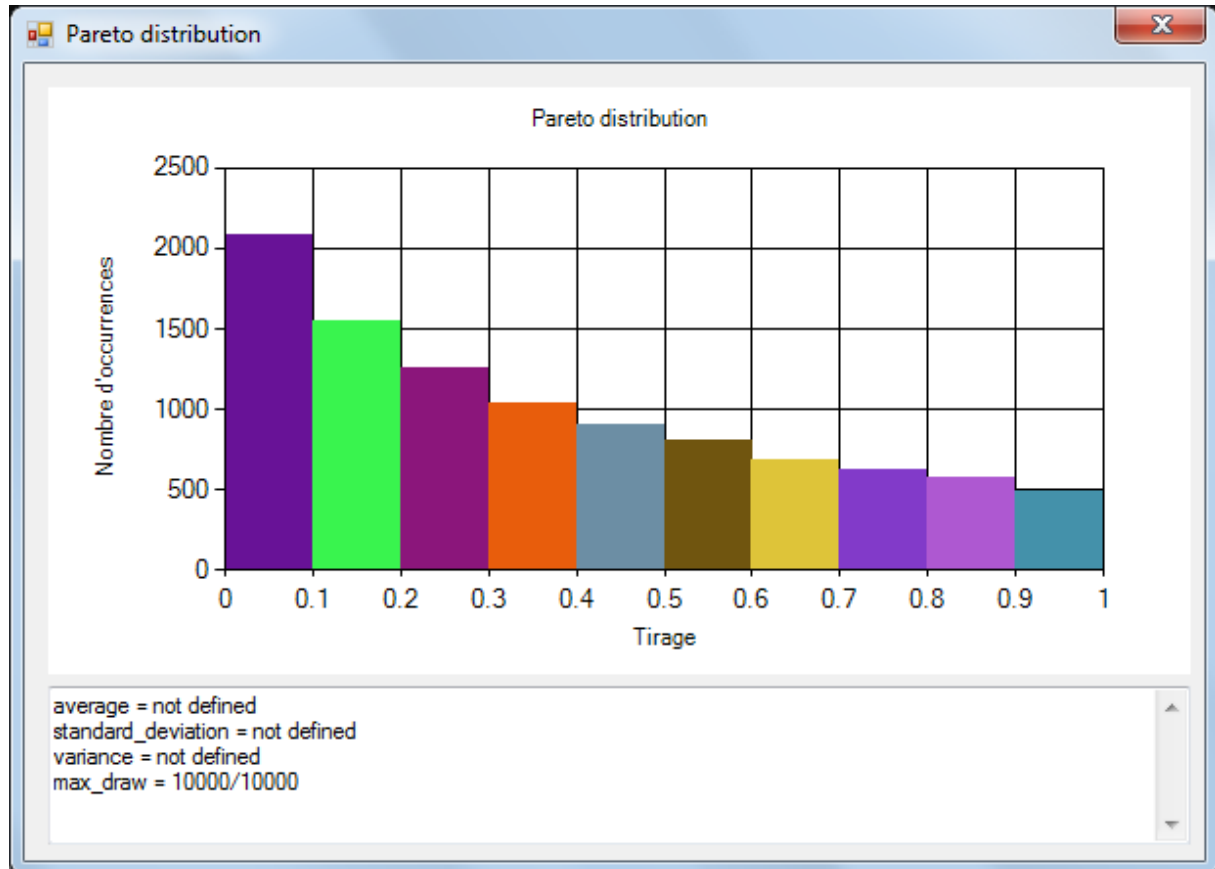 Pareto distribution
Pareto distribution
2500
2000
1500
1000
500
0
Nombre d'occurrences
0 0.1 0.2 0.3 0.4 0.5 0.6 0.7 0.8 0.9 1
Tirage
average = not defined
standard_deviation = not defined
variance = not defined
max_draw = 10000/10000